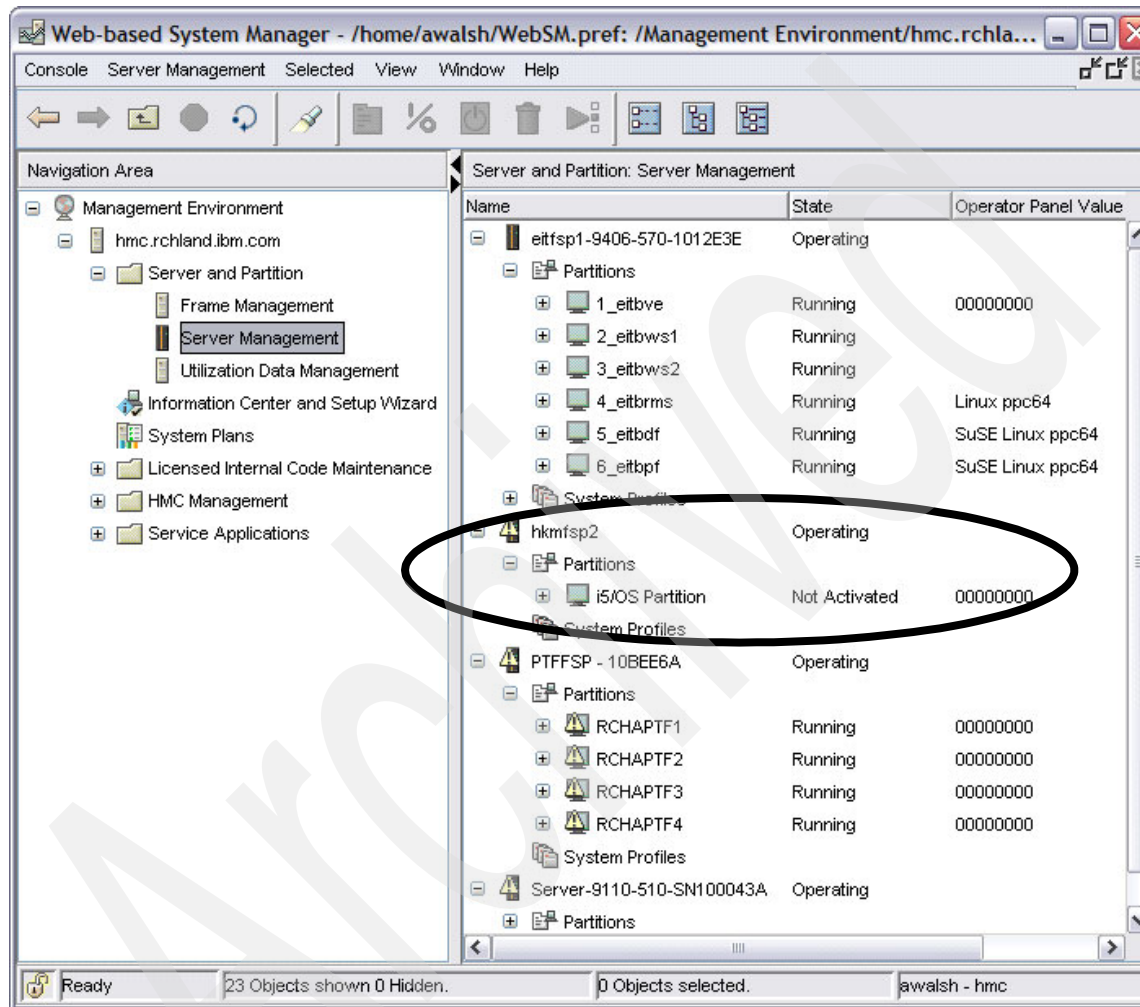 Web-based System Manager - /home/awalsh/WebSM.pref: /Management Environment/hmc.rchla...
Console Server Management Selected View Window Help
Navigation Area
Management Environment
hmc.rchland.ibm.com
Server and Partition
Frame Management
Server Management
Utilization Data Management
Information Center and Setup Wizard
System Plans
Licensed Internal Code Maintenance
HMC Management
Service Applications
Server and Partition: Server Management
Name State Operator Panel Value
eitfsp1-9406-570-1012E3E Operating
Partitions
1_eitbve Running 00000000
2_eitbws1 Running
3_eitbws2 Running
4_eitbrms Running Linux ppc64
5_eitbdf Running SuSE Linux ppc64
6_eitbpf Running SuSE Linux ppc64
System Profiles
hkmfsp2 Operating
Partitions
i5/OS Partition Not Activated 00000000
System Profiles
PTFFSP - 10BEE6A Operating
Partitions
RCHAPTF1 Running 00000000
RCHAPTF2 Running 00000000
RCHAPTF3 Running 00000000
RCHAPTF4 Running 00000000
System Profiles
Server-9110-510-SN100043A Operating
Partitions
Ready 23 Objects shown 0 Hidden. 0 Objects selected. awalsh - hmc
Archived